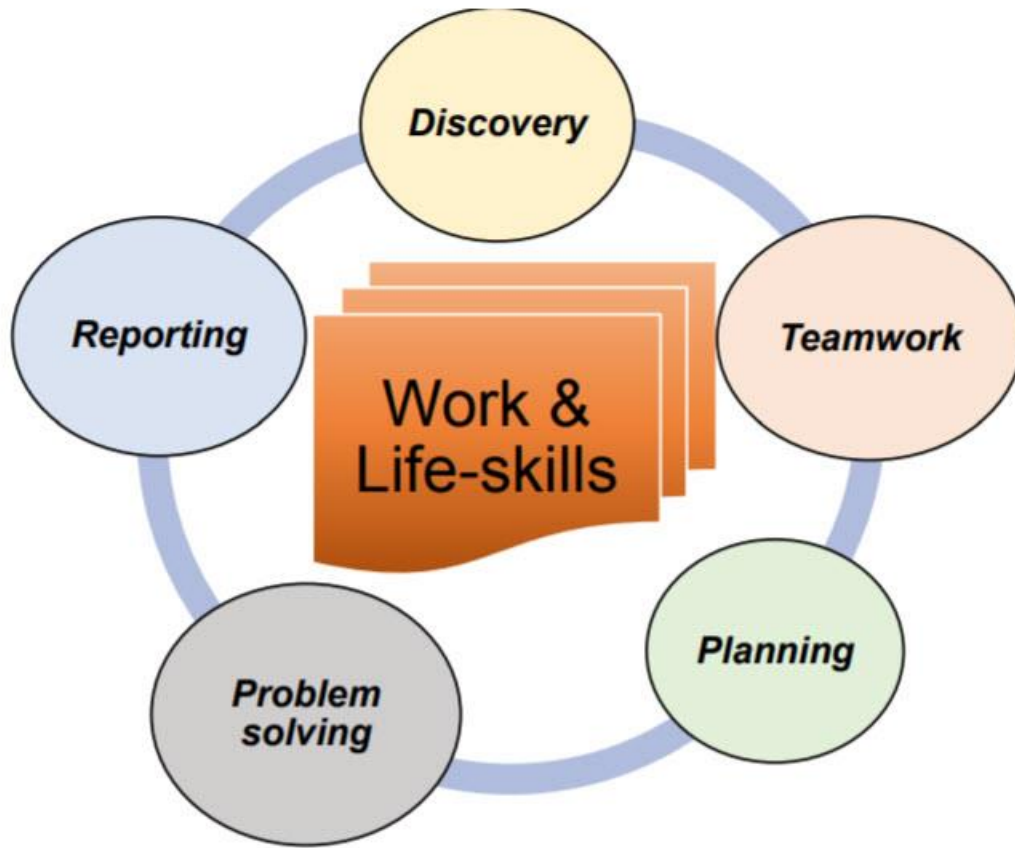 Discovery
Teamwork
Planning
Problem
solving
Reporting
Work &
Life-skills